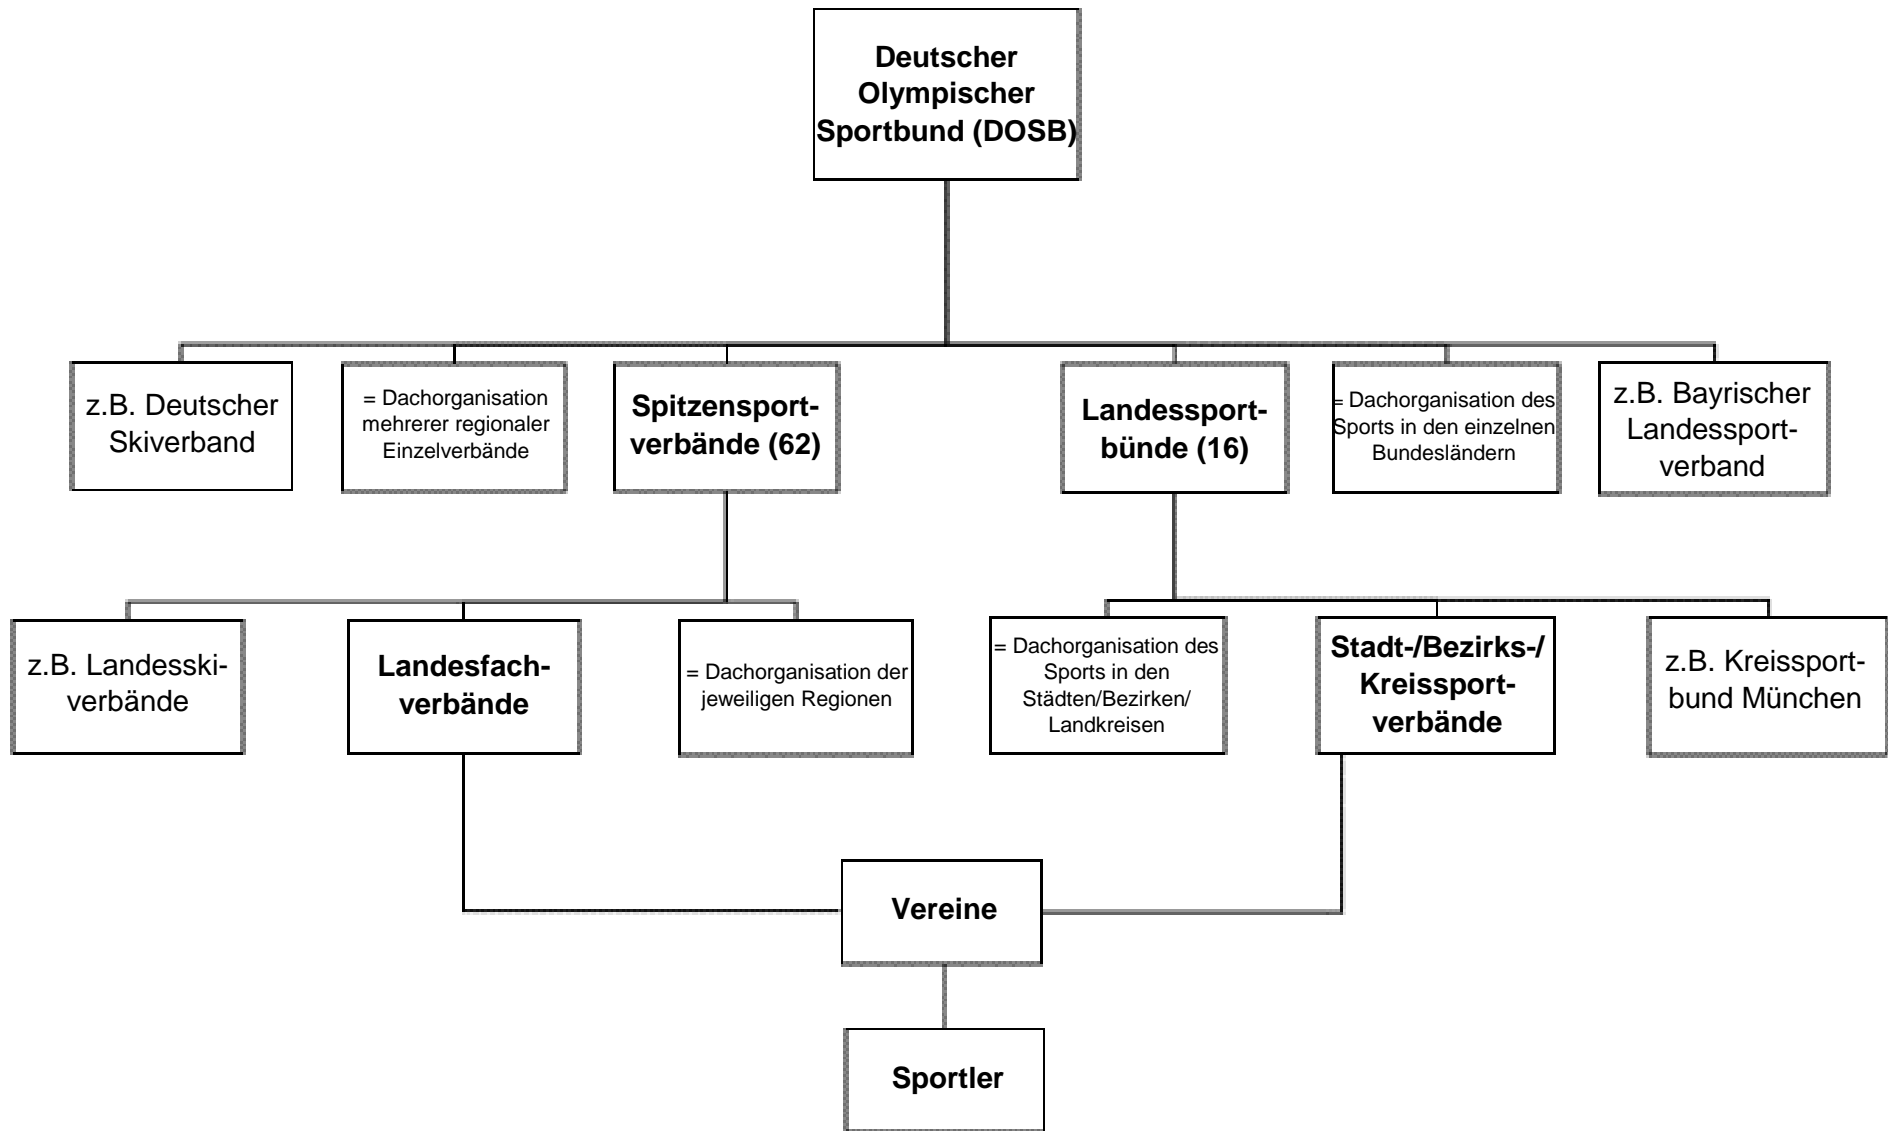 Deutscher
Olympischer
Sportbund (DOSB)
z.B. Deutscher
Skiverband
= Dachorganisation
mehrerer regionaler
Einzelverbände
Spitzensport-
verbände (62)
Landessport-
bünde (16)
= Dachorganisation des
Sports in den einzelnen
Bundesländern
z.B. Bayrischer
Landessport-
verband
z.B. Landesski-
verbände
Landesfach-
verbände
= Dachorganisation der
jeweiligen Regionen
= Dachorganisation des
Sports in den
Städten/Bezirken/
Landkreisen
Stadt-/Bezirks-/
Kreissport-
verbände
z.B. Kreissport-
bund München
Vereine
Sportler